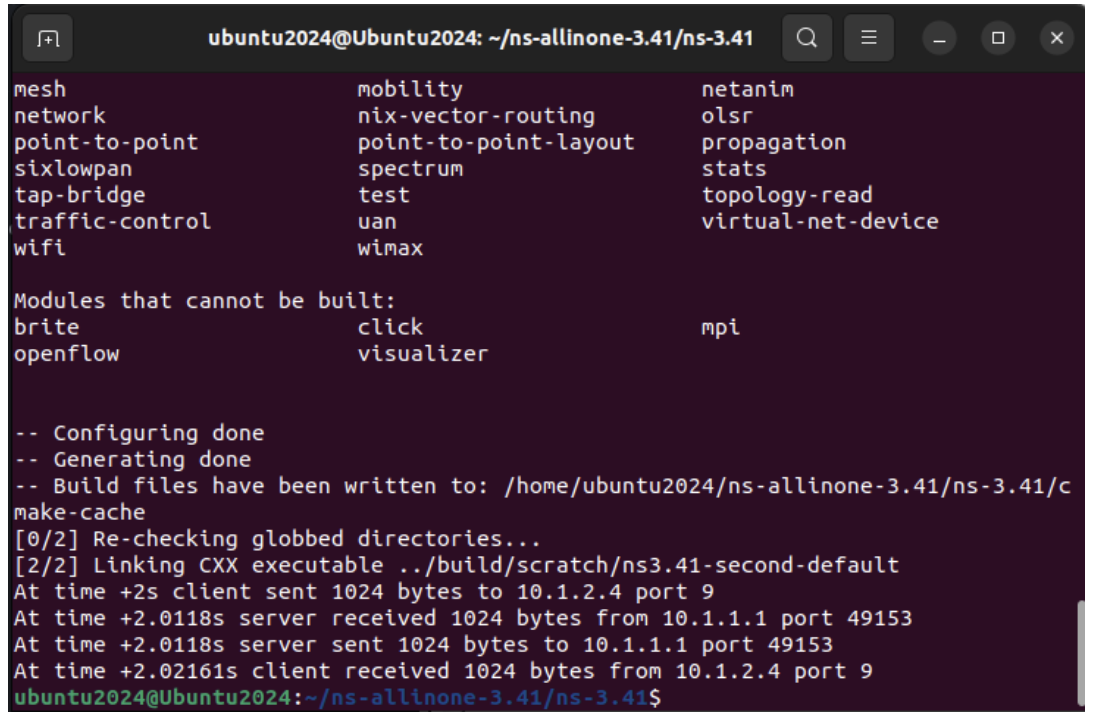 ubuntu2024@Ubuntu2024: ~/ns-allinone-3.41/ns-3.41
mesh mobility netanim
network nix-vector-routing olsr
point-to-point point-to-point-layout propagation
sixlowpan spectrum stats
tap-bridge test topology-read
traffic-control uan virtual-net-device
wifi wimax
Modules that cannot be built:
brite click mpi
openflow visualizer
-- Configuring done
-- Generating done
-- Build files have been written to: /home/ubuntu2024/ns-allinone-3.41/ns-3.41/c
make-cache
[0/2] Re-checking globbed directories...
[2/2] Linking CXX executable ../build/scratch/ns3.41-second-default
At time +2s client sent 1024 bytes to 10.1.2.4 port 9
At time +2.0118s server received 1024 bytes from 10.1.1.1 port 49153
At time +2.0118s server sent 1024 bytes to 10.1.1.1 port 49153
At time +2.02161s client received 1024 bytes from 10.1.2.4 port 9
ubuntu2024@Ubuntu2024:~/ns-allinone-3.41/ns-3.41$